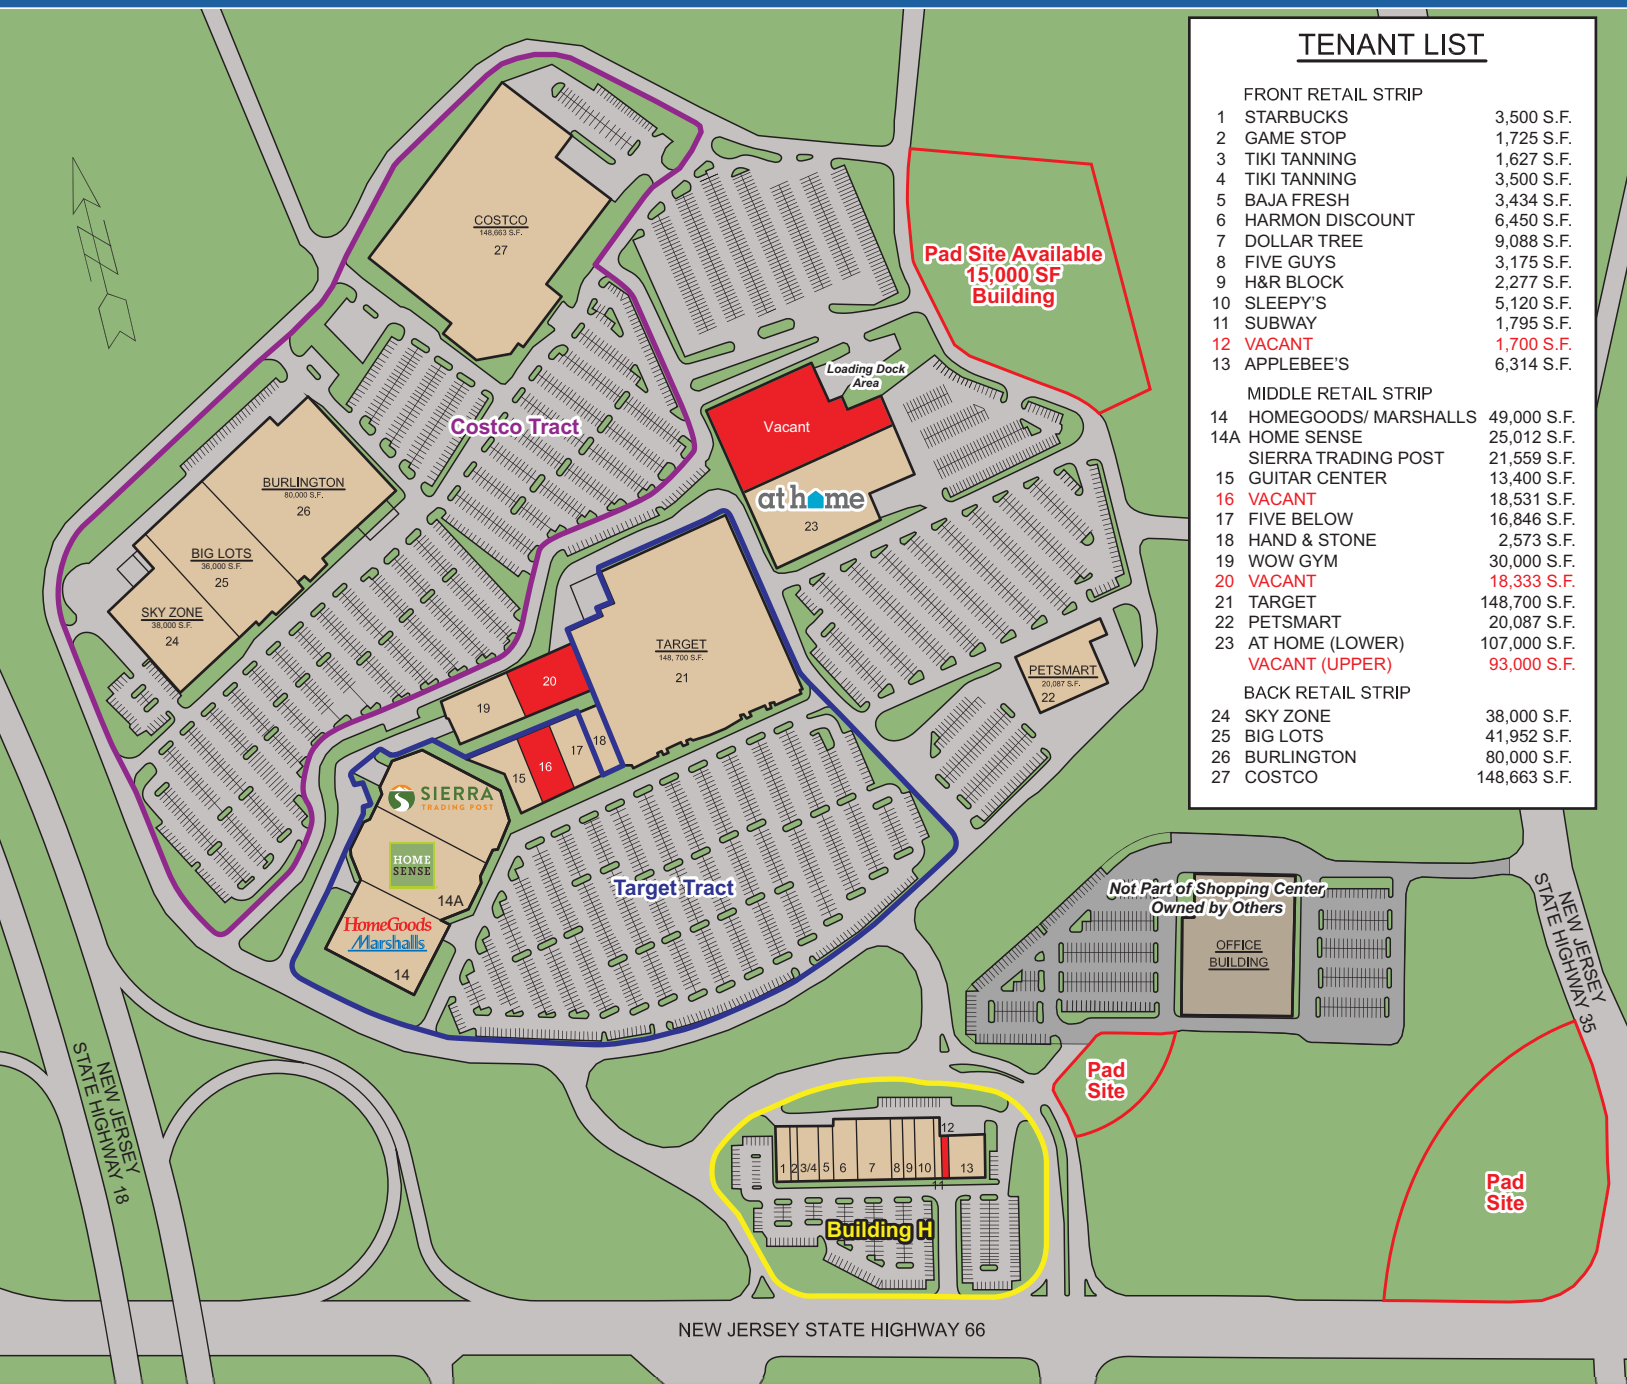 TENANT LIST
FRONT RETAIL STRIP
1 STARBUCKS 3,500 S.F.
2 GAME STOP 1,725 S.F.
3 TIKI TANNING 1,627 S.F.
4 TIKI TANNING 3,500 S.F.
5 BAJA FRESH 3,434 S.F.
6 HARMON DISCOUNT 6,450 S.F.
7 DOLLAR TREE 9,088 S.F.
8 FIVE GUYS 3,175 S.F.
9 H&R BLOCK 2,277 S.F.
10 SLEEPY'S 5,120 S.F.
11 SUBWAY 1,795 S.F.
12 VACANT 1,700 S.F.
13 APPLEBEE'S 6,314 S.F.
MIDDLE RETAIL STRIP
14 HOMEGOODS/ MARSHALLS 49,000 S.F.
14A HOME SENSE 25,012 S.F.
SIERRA TRADING POST 21,559 S.F.
15 GUITAR CENTER 13,400 S.F.
16 VACANT 18,531 S.F.
17 FIVE BELOW 16,846 S.F.
18 HAND & STONE 2,573 S.F.
19 WOW GYM 30,000 S.F.
20 VACANT 18,333 S.F.
21 TARGET 148,700 S.F.
22 PETSMART 20,087 S.F.
23 AT HOME (LOWER) 107,000 S.F.
VACANT (UPPER) 93,000 S.F.
BACK RETAIL STRIP
24 SKY ZONE 38,000 S.F.
25 BIG LOTS 41,952 S.F.
26 BURLINGTON 80,000 S.F.
27 COSTCO 148,663 S.F.
COSTCO
148,663 S.F.
27
Pad Site Available
15,000 SF
Building
Loading Dock
Area
Vacant
at home
23
Costco Tract
BURLINGTON
80,000 S.F.
26
BIG LOTS
36,000 S.F.
25
SKY ZONE
38,000 S.F.
24
TARGET
148, 700 S.F.
21
PETSMART
20,087 S.F.
22
20
19
18
17
16
15
SIERRA
TRADING POST
HOME
SENSE
14A
HomeGoods
Marshalls
14
Target Tract
Not Part of Shopping Center
Owned by Others
OFFICE
BUILDING
NEW JERSEY
STATE HIGHWAY 35
NEW JERSEY
STATE HIGHWAY 18
Pad
Site
Pad
Site
12
1 2 3/4 5 6 7 8 9 10 13
11
Building H
NEW JERSEY STATE HIGHWAY 66